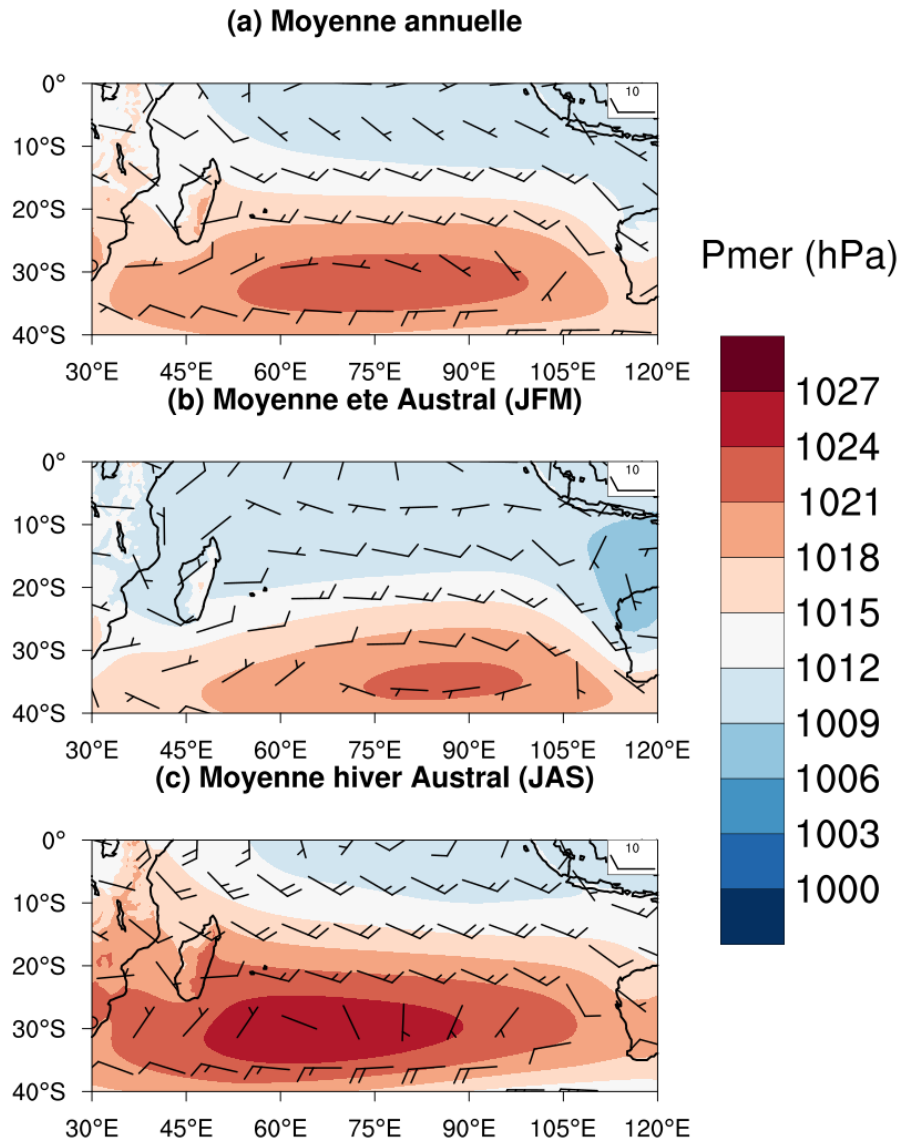 (a) Moyenne annuelle
0°
10
10°S
20°S
30°S
40°S
30°E 45°E 60°E 75°E 90°E 105°E 120°E
(b) Moyenne ete Austral (JFM)
0°
10
10°S
20°S
30°S
40°S
30°E 45°E 60°E 75°E 90°E 105°E 120°E
(c) Moyenne hiver Austral (JAS)
0°
10
10°S
20°S
30°S
40°S
30°E 45°E 60°E 75°E 90°E 105°E 120°E
Pmer (hPa)
1027
1024
1021
1018
1015
1012
1009
1006
1003
1000